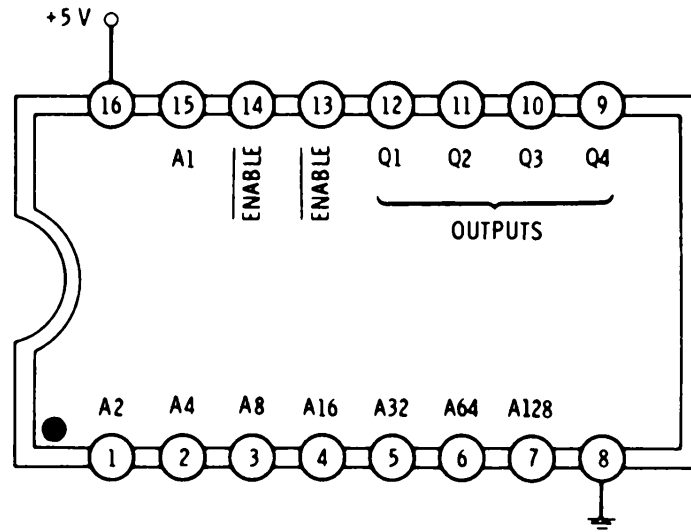 +5 V
16 15 14 13 12 11 10 9
A1 ENABLE ENABLE Q1 Q2 Q3 Q4
OUTPUTS
A2 A4 A8 A16 A32 A64 A128
1 2 3 4 5 6 7 8